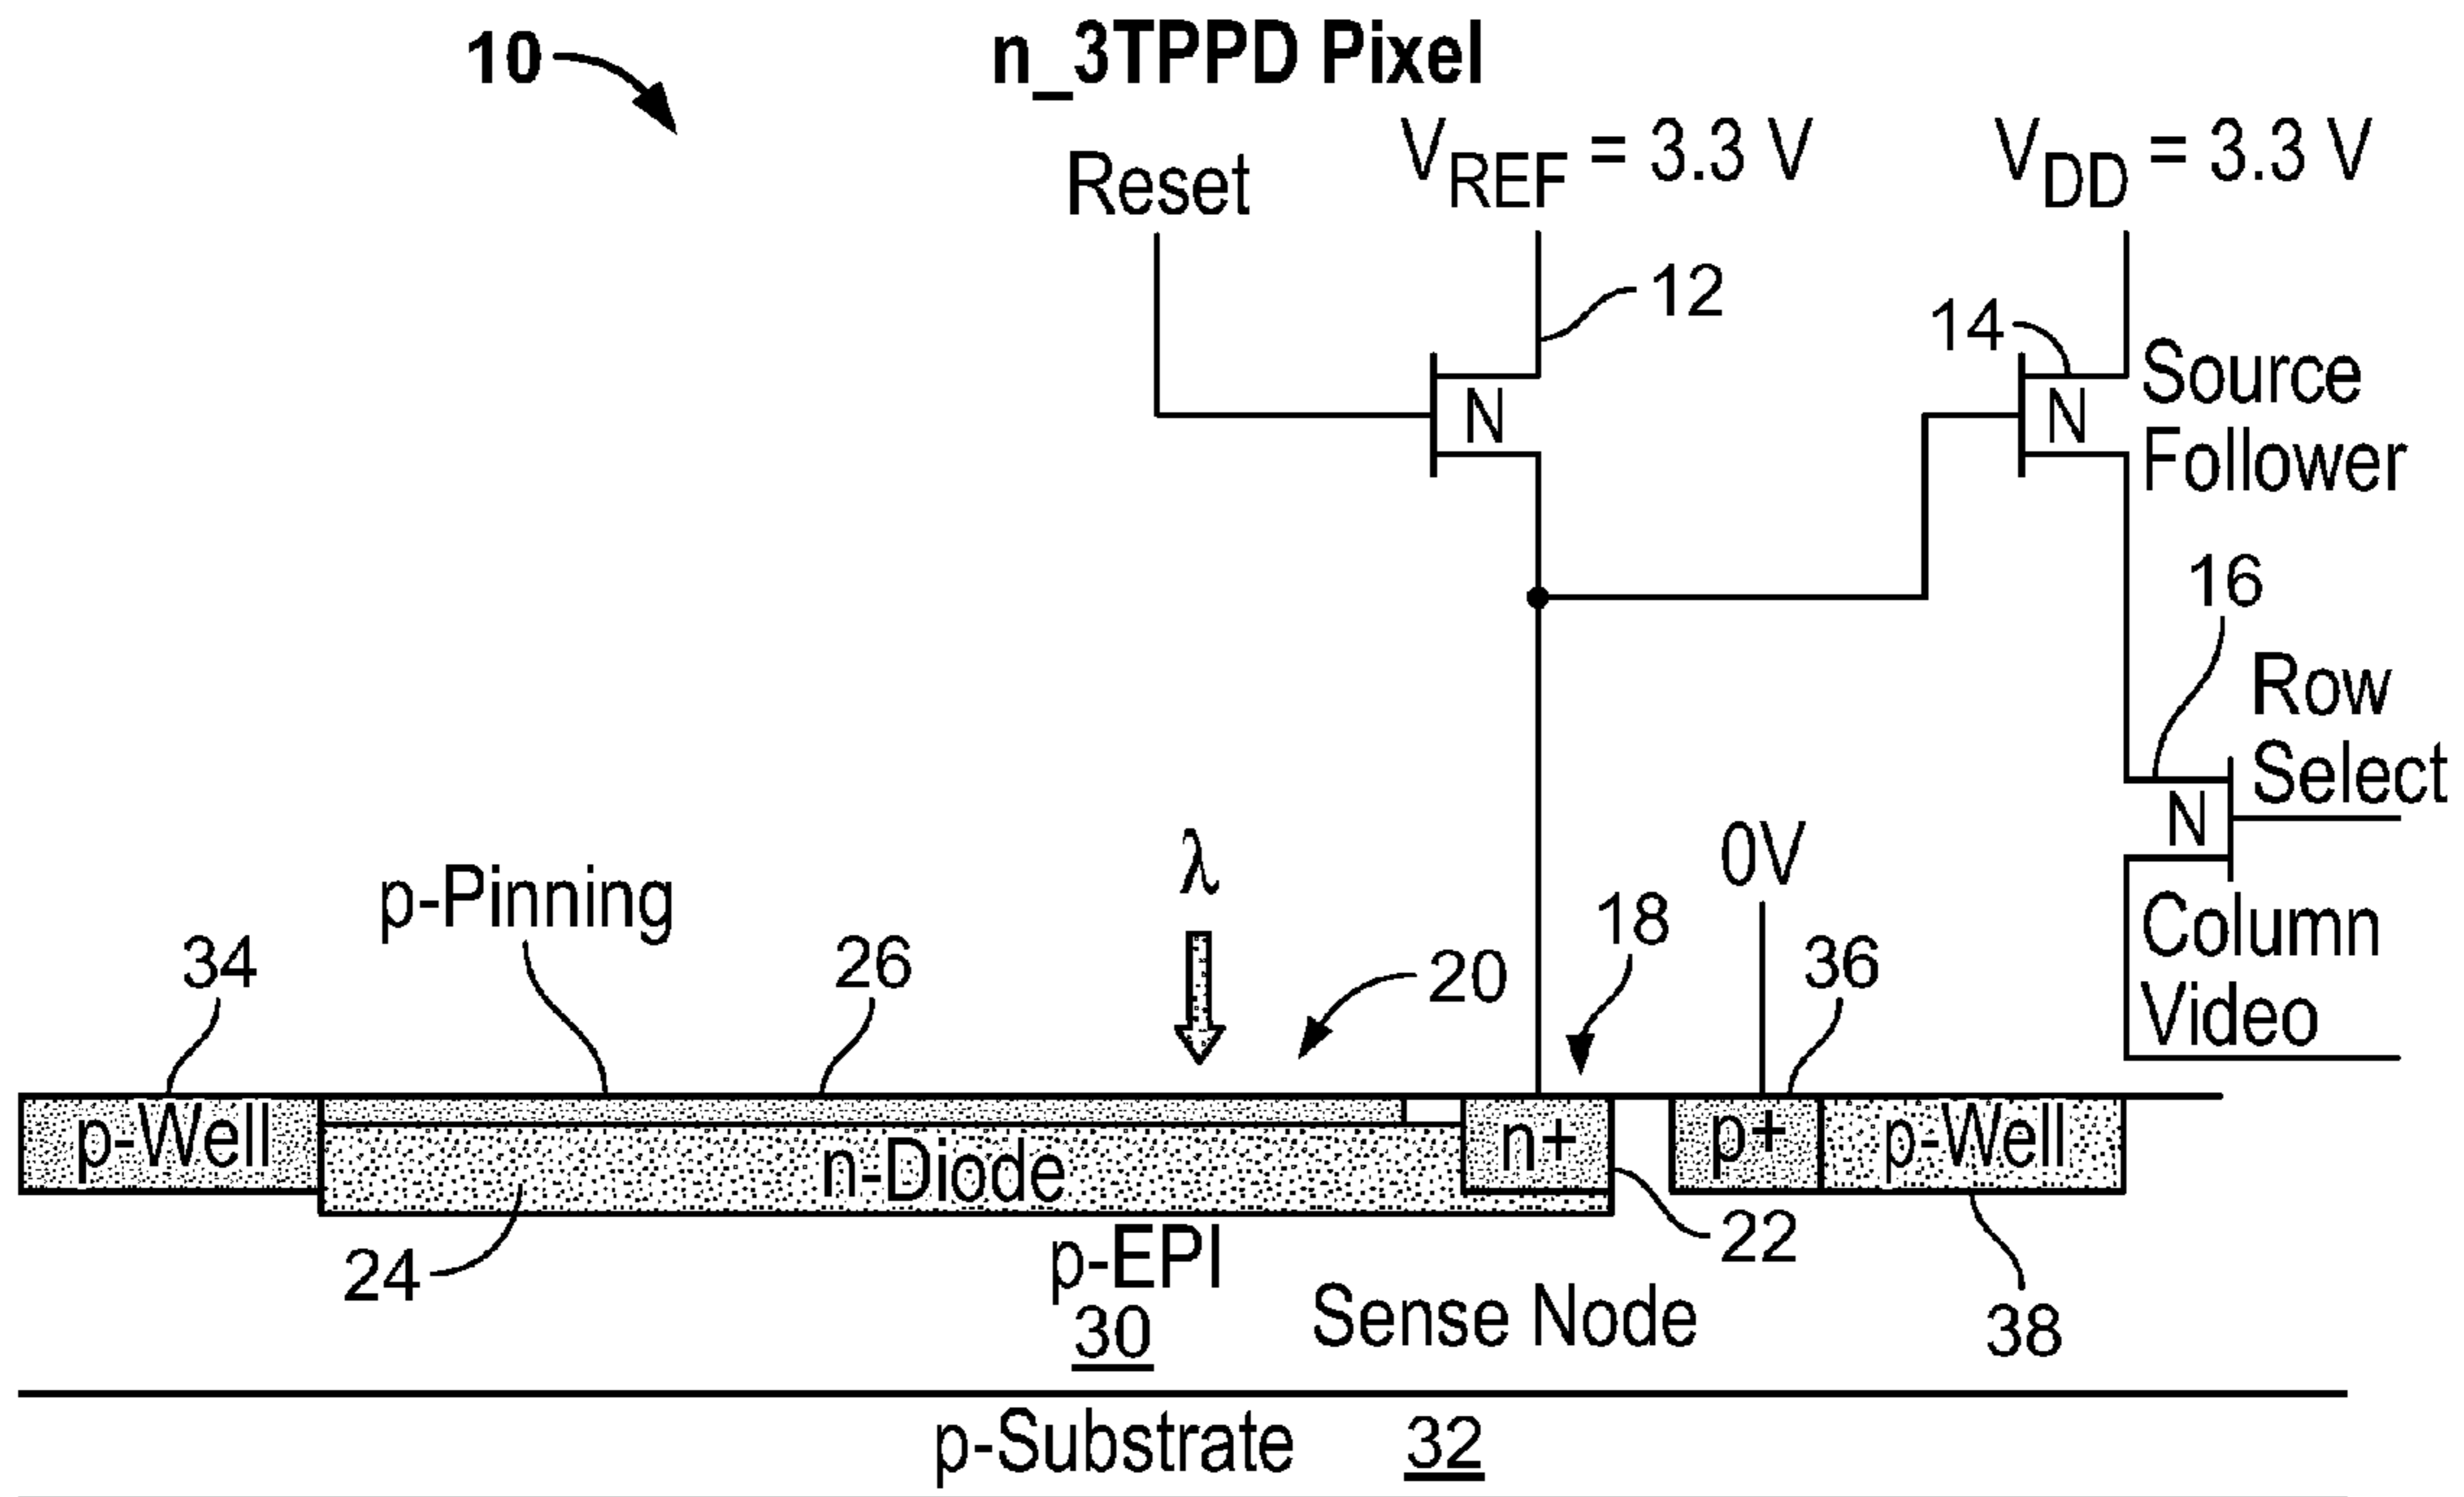 10
n_3TPPD Pixel
Reset
VREF = 3.3 V
VDD = 3.3 V
12
14
N
N
Source
Follower
16
Row
Select
N
λ
0V
p-Pinning
18
Column
Video
34
26
20
36
p-Well
n-Diode
n+
p+
p-Well
24
p-EPI
30
22
Sense Node
38
p-Substrate 32